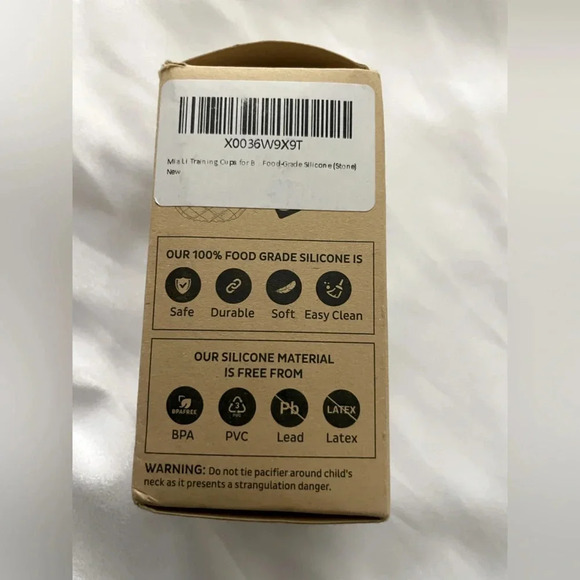 X0036W9X9T
Training Cups for B... Food-Grade Silicone (Stone)
New
OUR 100% FOOD GRADE SILICONE IS
Safe Durable Soft Easy Clean
OUR SILICONE MATERIAL
IS FREE FROM
BPAFREE 3 Pb LATEX
BPA PVC Lead Latex
WARNING: Do not tie pacifier around child's
neck as it presents a strangulation danger.